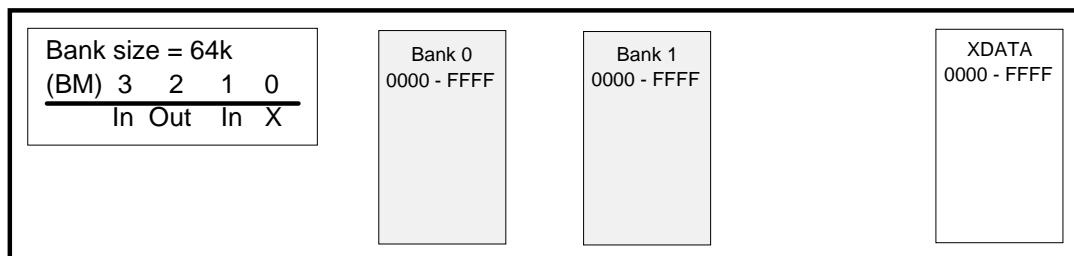 Bank size = 64k
(BM) 3 2 1 0
In Out In X
Bank 0
0000 - FFFF
Bank 1
0000 - FFFF
XDATA
0000 - FFFF